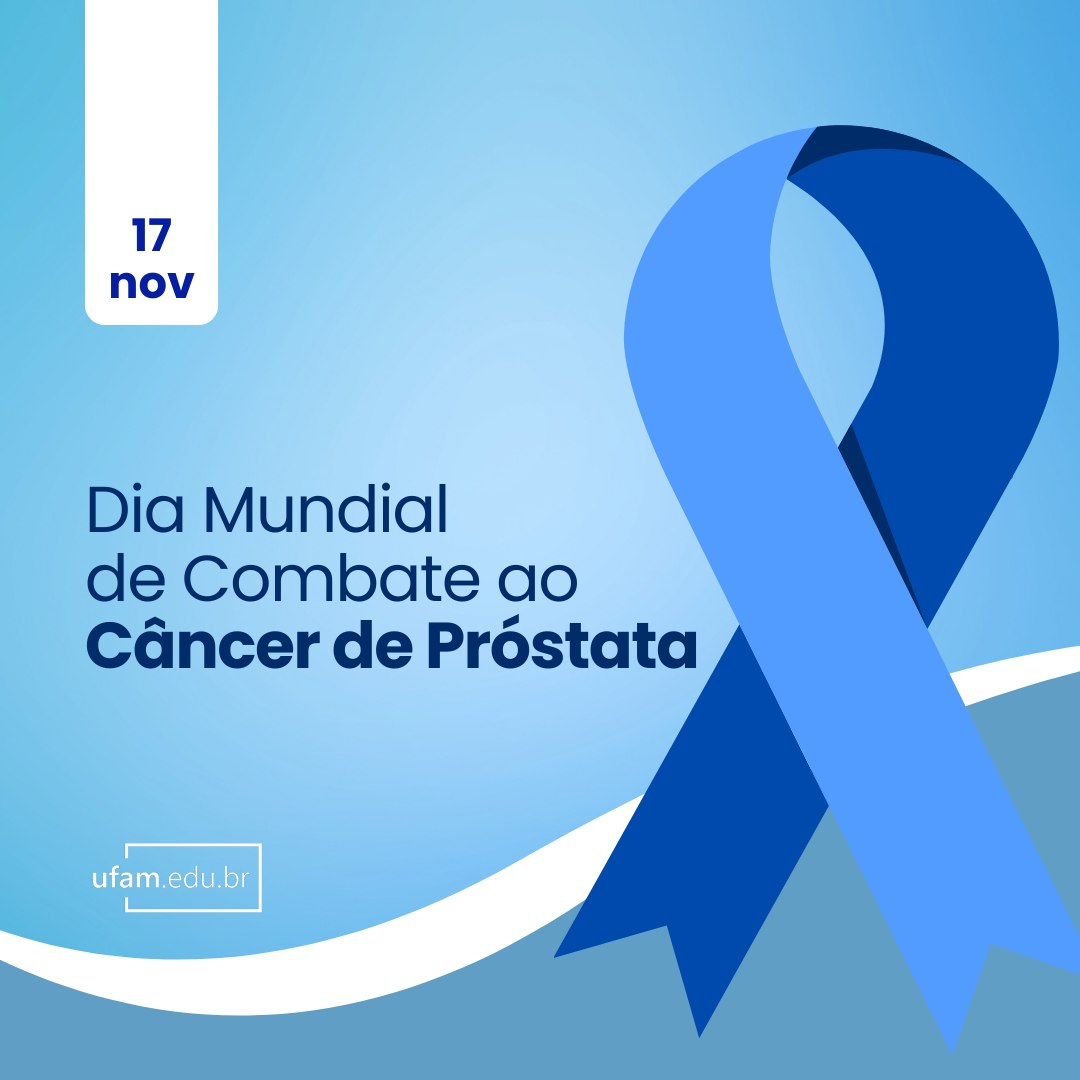 17
nov
Dia Mundial
de Combate ao
Câncer de Próstata
ufam.edu.br